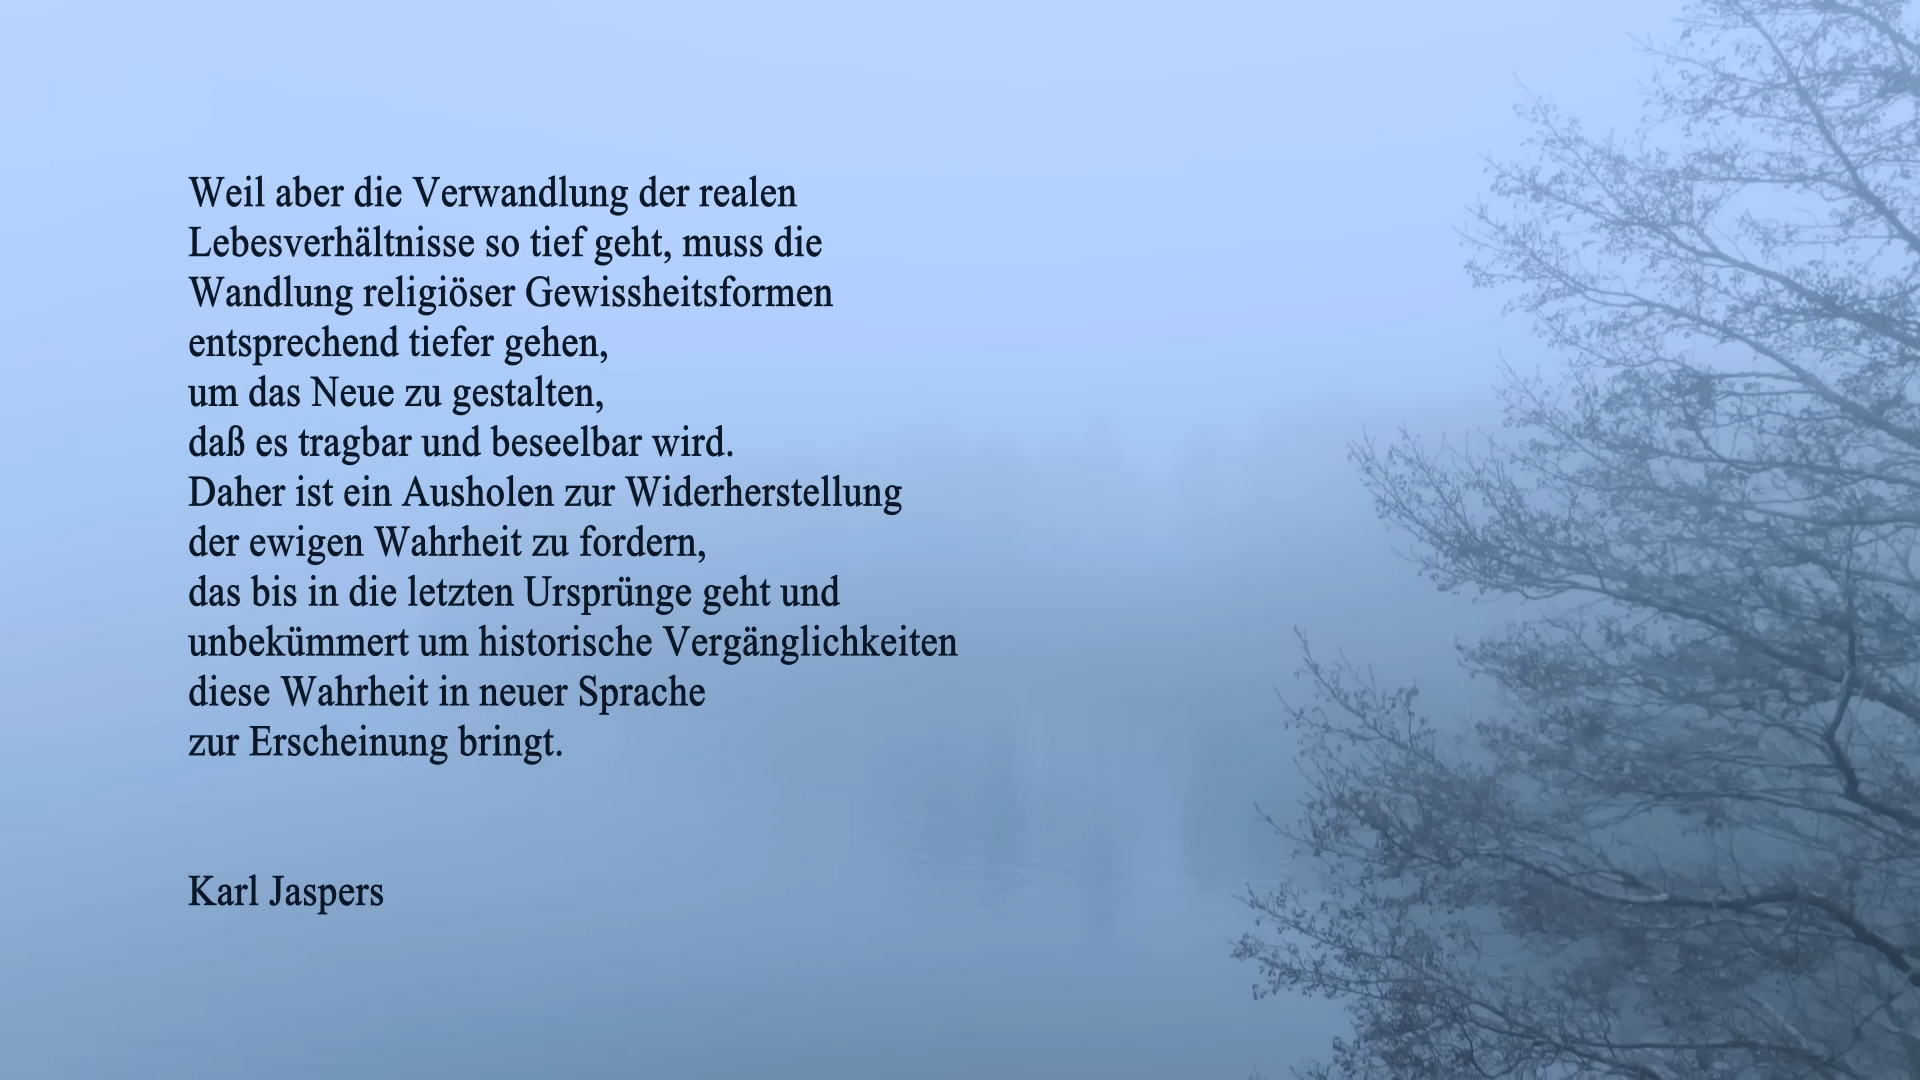 Weil aber die Verwandlung der realen
Lebesverhältnisse so tief geht, muss die
Wandlung religiöser Gewissheitsformen
entsprechend tiefer gehen,
um das Neue zu gestalten,
daß es tragbar und beseelbar wird.
Daher ist ein Ausholen zur Widerherstellung
der ewigen Wahrheit zu fordern,
das bis in die letzten Ursprünge geht und
unbekümmert um historische Vergänglichkeiten
diese Wahrheit in neuer Sprache
zur Erscheinung bringt.
Karl Jaspers